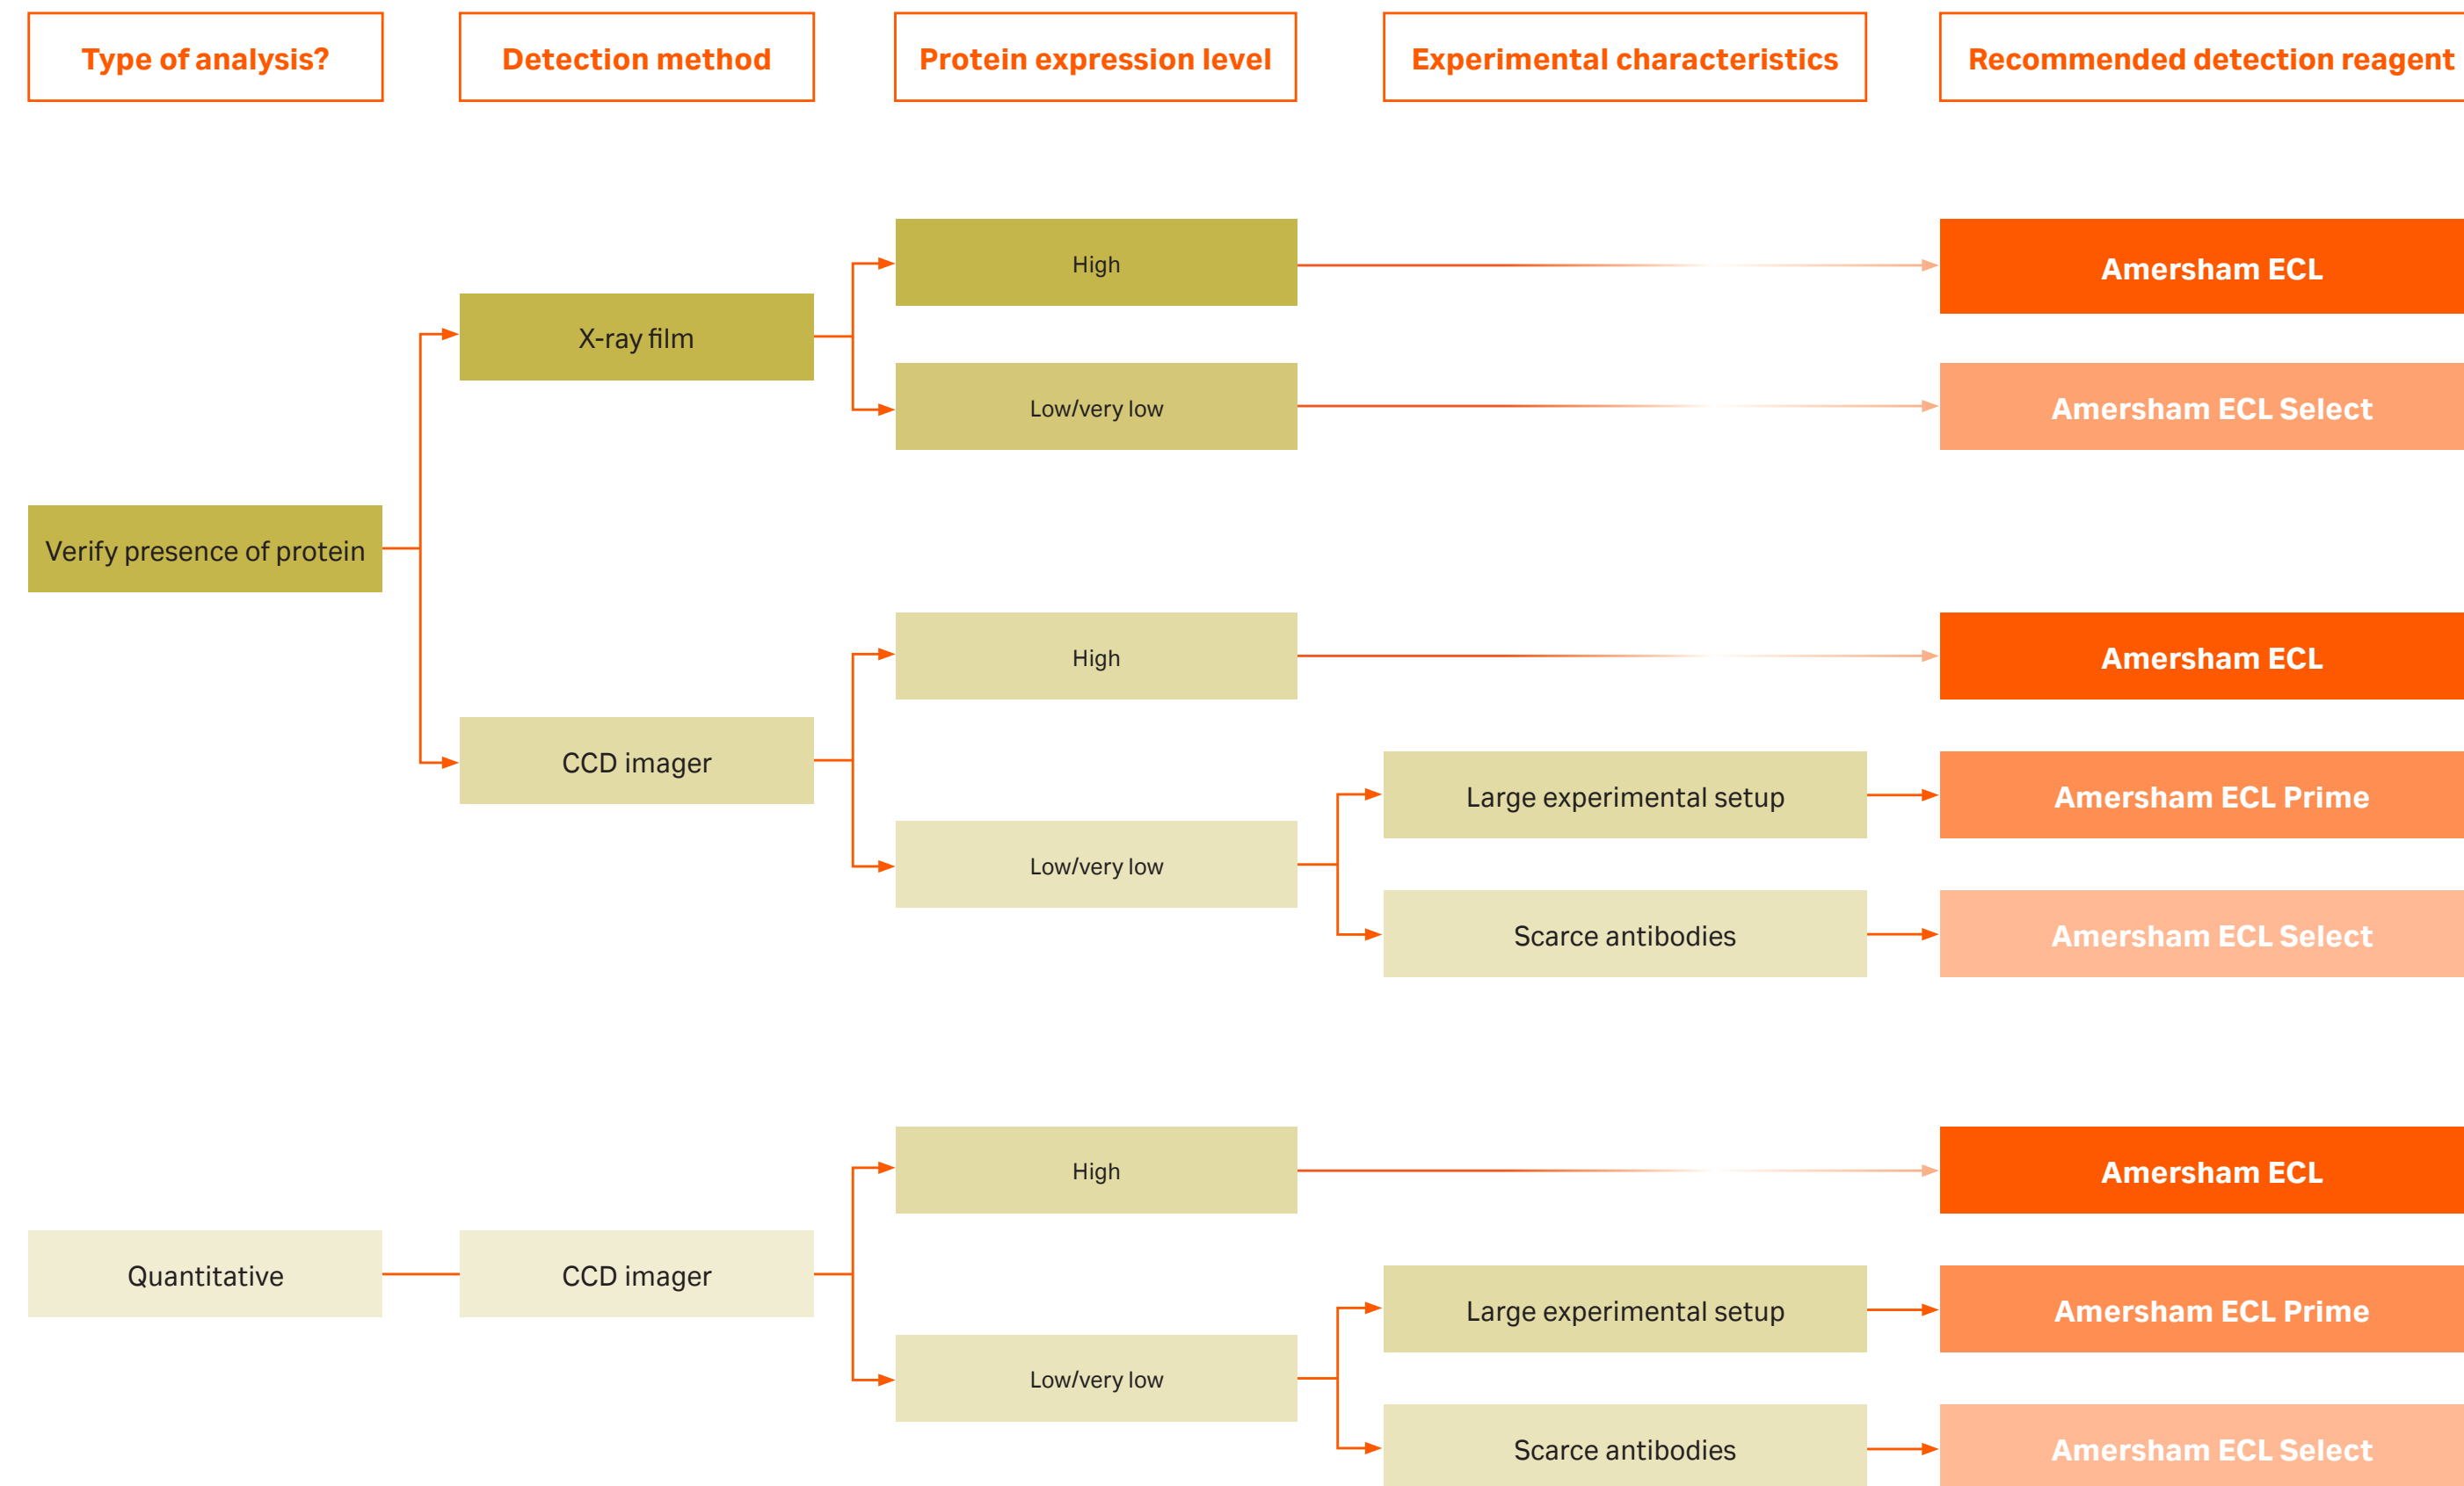 Type of analysis?
Detection method
Protein expression level
Experimental characteristics
Recommended detection reagent
High
Amersham ECL
X-ray film
Low/very low
Amersham ECL Select
Verify presence of protein
High
Amersham ECL
CCD imager
Large experimental setup
Amersham ECL Prime
Low/very low
Scarce antibodies
Amersham ECL Select
High
Amersham ECL
Quantitative
CCD imager
Large experimental setup
Amersham ECL Prime
Low/very low
Scarce antibodies
Amersham ECL Select